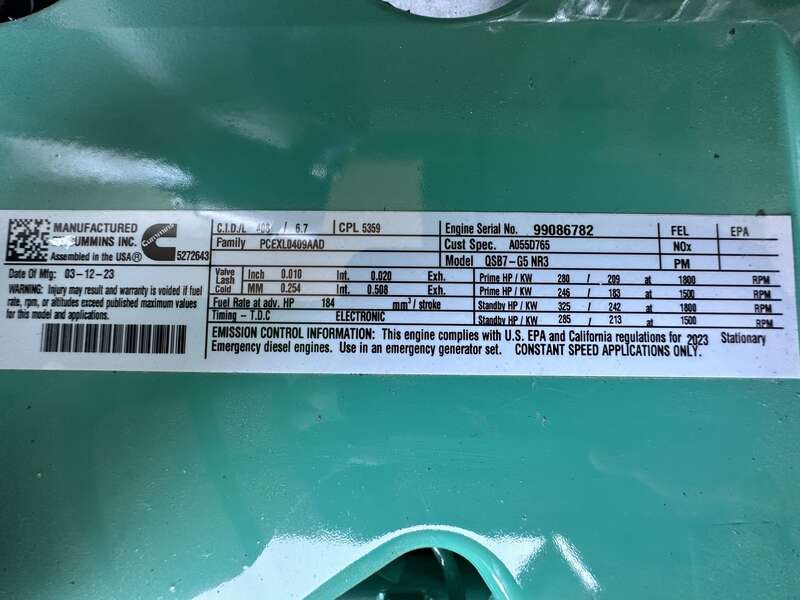 MANUFACTURED
BY CUMMINS INC.
Assembled in the USA®
Cummins
5272643
Date Of Mfg: 03-12-23
WARNING: Injury may result and warranty is voided if fuel
rate, rpm, or altitudes exceed published maximum values
for this model and applications.
C.I.D./L 408 / 6.7 CPL 5359
Family PCEXL0409AAD
Valve Lash Cold Inch 0.010 Int. 0.020 Exh.
MM 0.254 Int. 0.508 Exh.
Fuel Rate at adv. HP 184 mm³ / stroke
Timing - T.D.C ELECTRONIC
Engine Serial No. 99086782
Cust Spec. A055D765
Model QSB7-G5 NR3
FEL EPA
NOx
PM
Prime HP / KW 280 / 209 at 1800 RPM
Prime HP / KW 246 / 183 at 1500 RPM
Standby HP / KW 325 / 242 at 1800 RPM
Standby HP / KW 285 / 213 at 1500 RPM
EMISSION CONTROL INFORMATION: This engine complies with U.S. EPA and California regulations for 2023 Stationary
Emergency diesel engines. Use in an emergency generator set. CONSTANT SPEED APPLICATIONS ONLY.